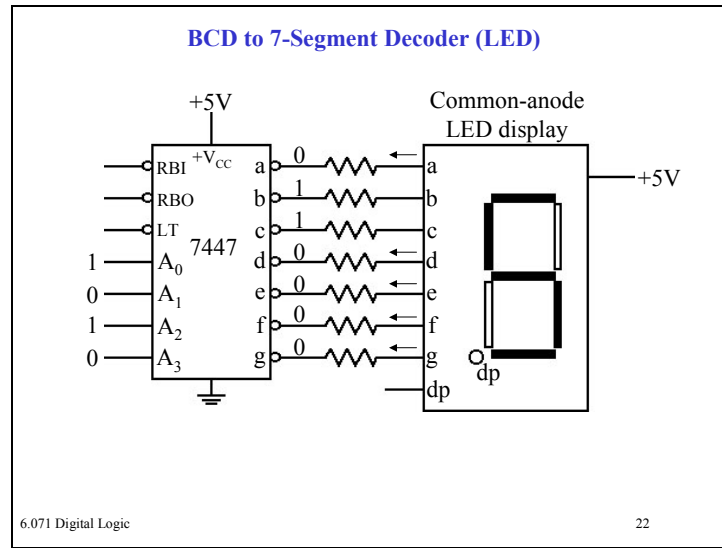 BCD to 7-Segment Decoder (LED)
+5V
Common-anode
LED display
+VCC
RBI a 0 a
+5V
RBO b 1 b
LT c 1 c
7447
1 A0 d 0 d
0 A1 e 0 e
1 A2 f 0 f
0 A3 g 0 g
dp
dp
6.071 Digital Logic 22